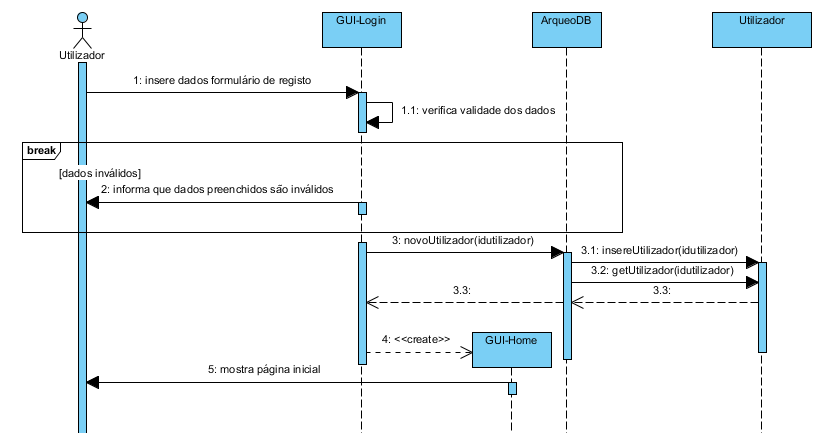 GUI-Login
ArqueoDB
Utilizador
Utilizador
1: insere dados formulário de registo
1.1: verifica validade dos dados
break
[dados inválidos]
2: informa que dados preenchidos são inválidos
3: novoUtilizador(idutilizador)
3.1: insereUtilizador(idutilizador)
3.2: getUtilizador(idutilizador)
3.3:
3.3:
4: <<create>>
GUI-Home
5: mostra página inicial